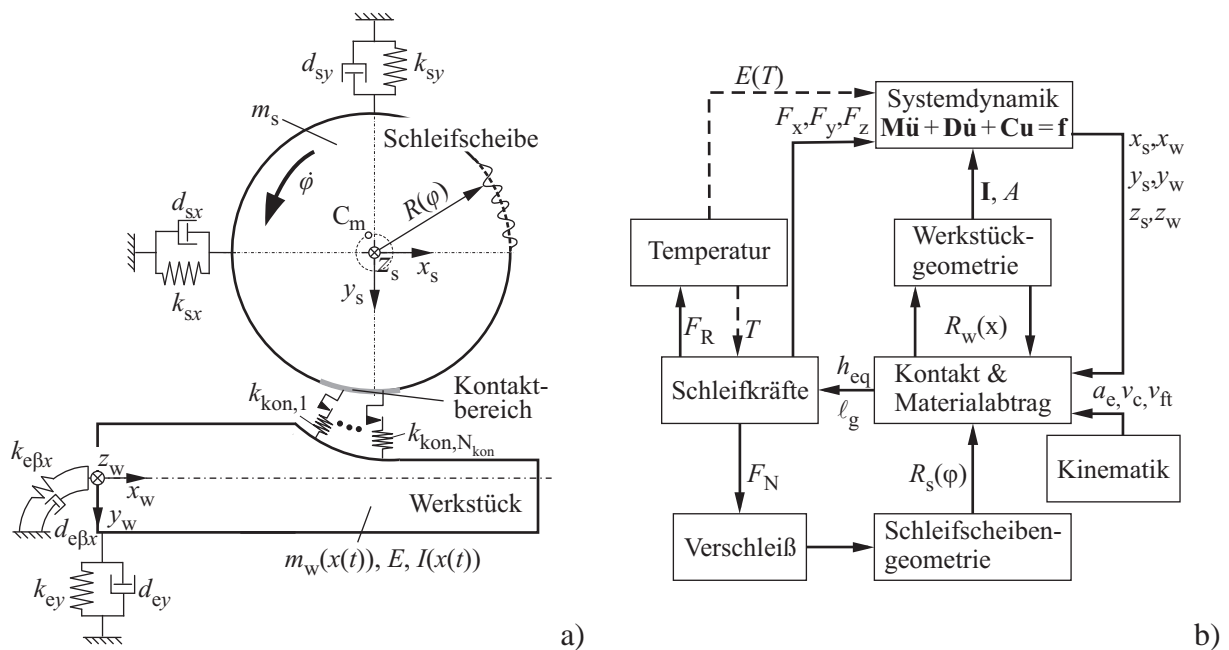 d_sy
k_sy
m_s
Schleifscheibe
φ̇
R(φ)
d_sx
C_m
z_s
x_s
y_s
k_sx
Kontakt-
bereich
k_kon,1
k_kon,N_kon
k_eβx
z_w
x_w
y_w
Werkstück
d_eβx
m_w(x(t)), E, I(x(t))
k_ey
d_ey
a)
E(T)
Systemdynamik
Mü + Du̇ + Cu = f
F_x,F_y,F_z
x_s,x_w
y_s,y_w
z_s,z_w
I, A
Temperatur
Werkstück-
geometrie
F_R
T
R_w(x)
Schleifkräfte
h_eq
ℓ_g
Kontakt &
Materialabtrag
a_e,v_c,v_ft
Kinematik
F_N
R_s(φ)
Verschleiß
Schleifscheiben-
geometrie
b)